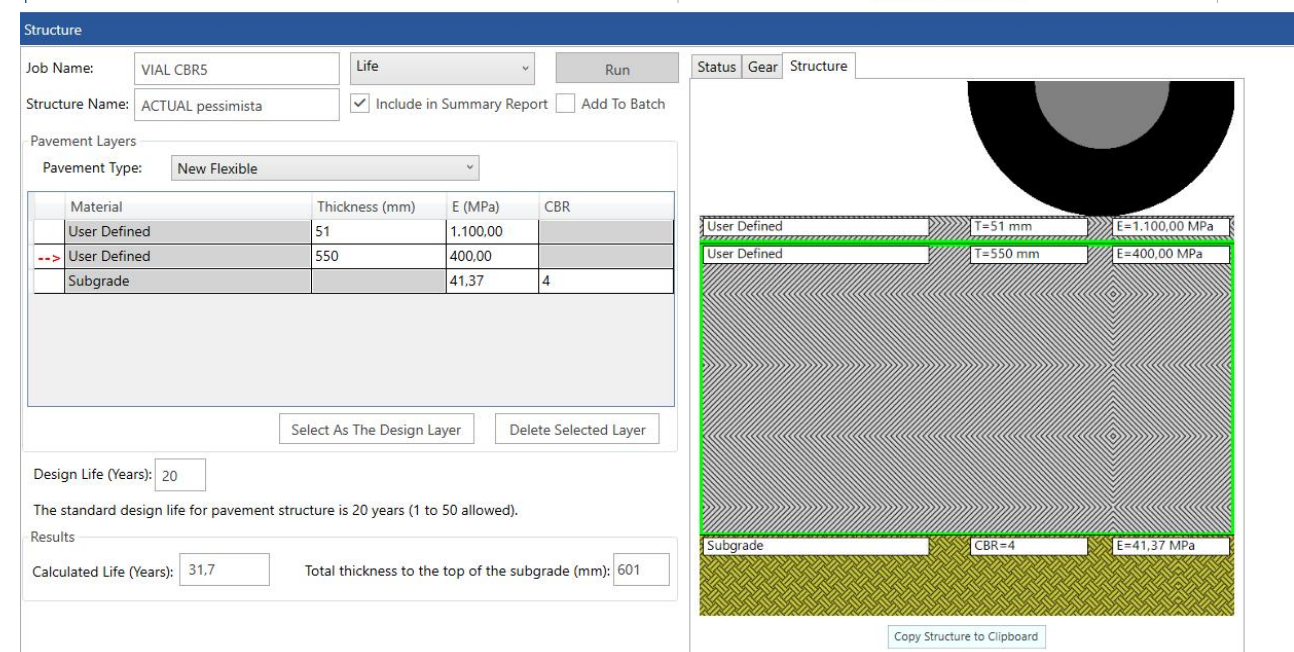 Structure
Job Name: VIAL CBR5 Life Run
Structure Name: ACTUAL pessimista Include in Summary Report Add To Batch
Pavement Layers
Pavement Type: New Flexible
Material Thickness (mm) E (MPa) CBR
User Defined 51 1.100,00
--> User Defined 550 400,00
Subgrade 41,37 4
Select As The Design Layer Delete Selected Layer
Design Life (Years): 20
The standard design life for pavement structure is 20 years (1 to 50 allowed).
Results
Calculated Life (Years): 31,7 Total thickness to the top of the subgrade (mm): 601
Status Gear Structure
User Defined T=51 mm E=1.100,00 MPa
User Defined T=550 mm E=400,00 MPa
Subgrade CBR=4 E=41,37 MPa
Copy Structure to Clipboard